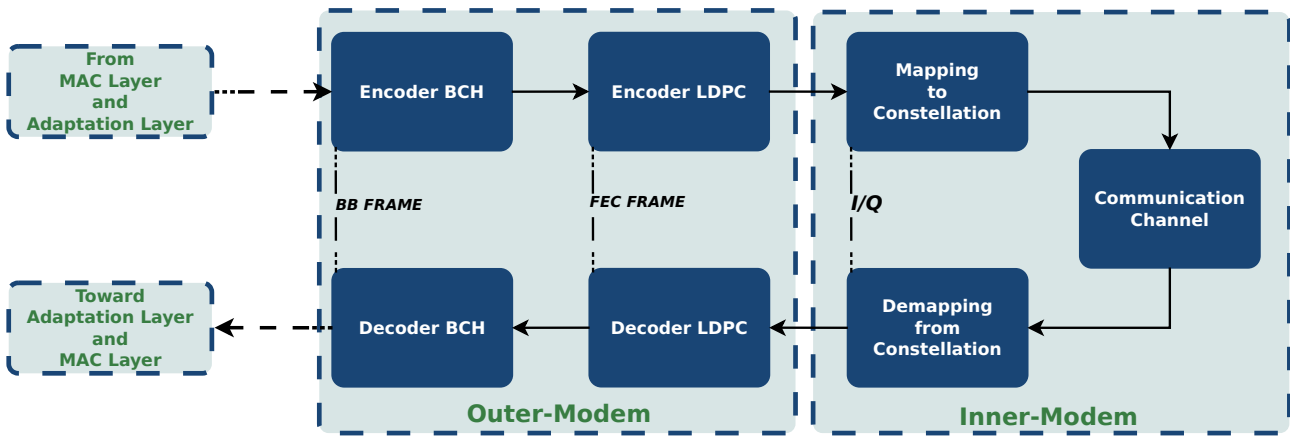 From
MAC Layer
and
Adaptation Layer
Encoder BCH
Encoder LDPC
Mapping
to
Constellation
Communication
Channel
BB FRAME
FEC FRAME
I/Q
Toward
Adaptation Layer
and
MAC Layer
Decoder BCH
Decoder LDPC
Demapping
from
Constellation
Outer-Modem
Inner-Modem